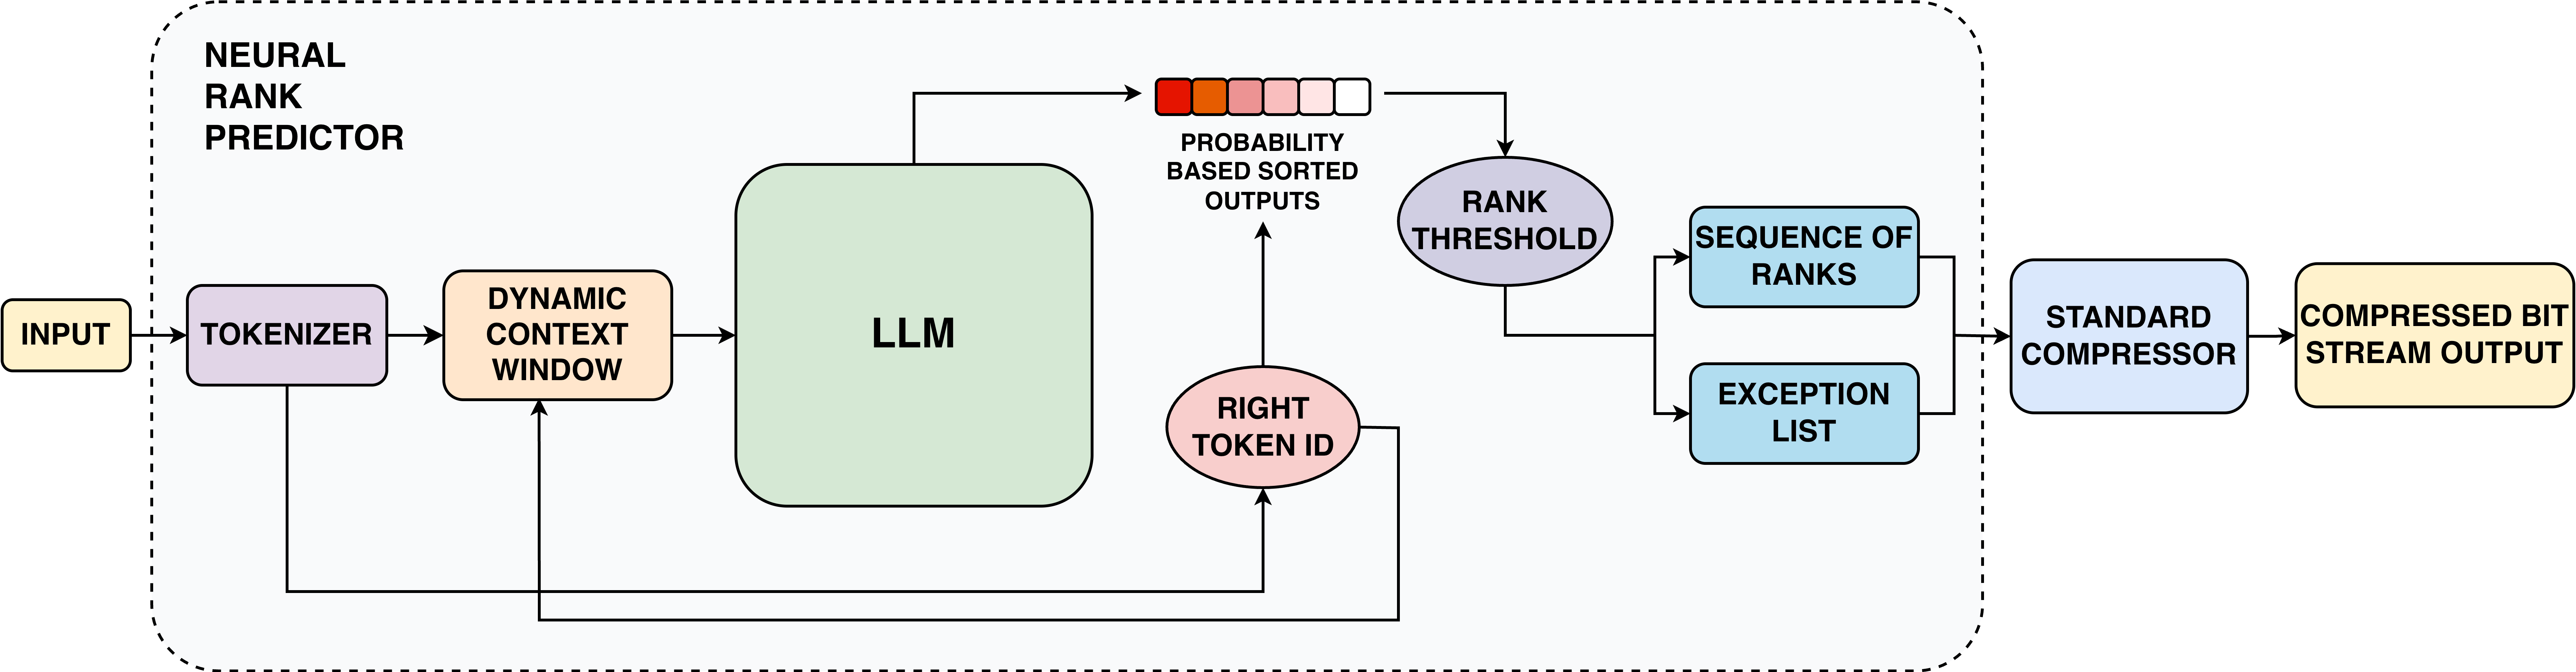 NEURAL
RANK
PREDICTOR
INPUT
TOKENIZER
DYNAMIC
CONTEXT
WINDOW
LLM
PROBABILITY
BASED SORTED
OUTPUTS
RIGHT
TOKEN ID
RANK
THRESHOLD
SEQUENCE OF
RANKS
EXCEPTION
LIST
STANDARD
COMPRESSOR
COMPRESSED BIT
STREAM OUTPUT